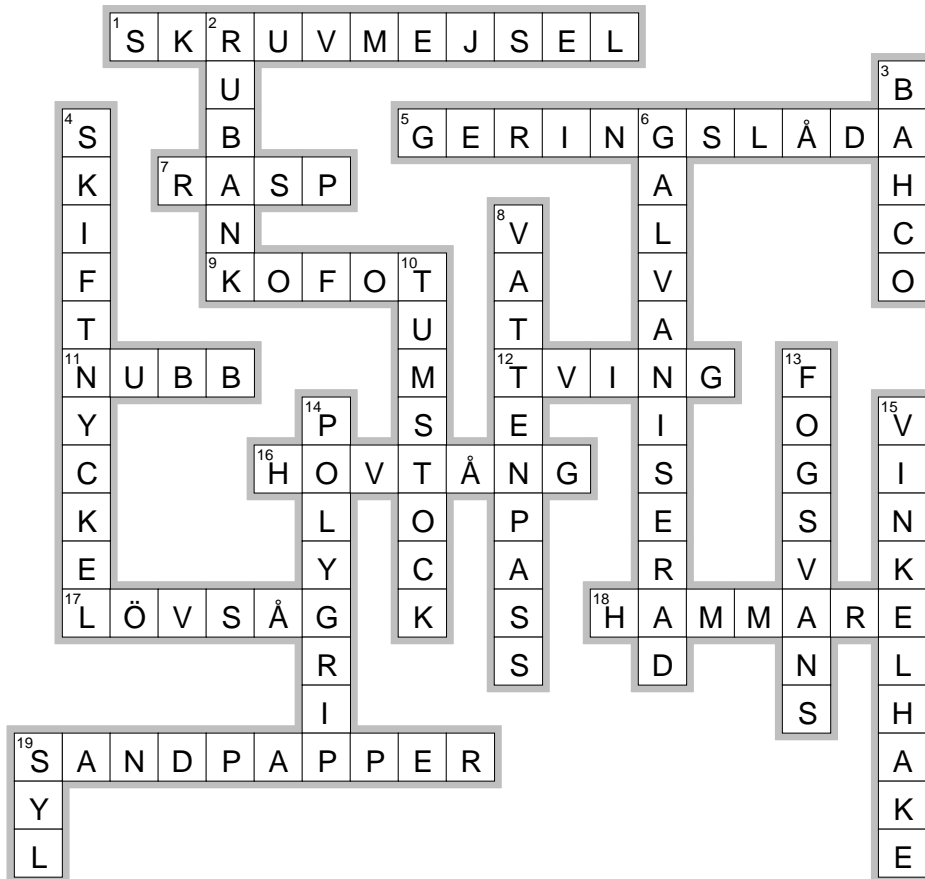 1 SKRUVMEJSEL
2 RUBANK
3 BAHCO
4 SKIFTNYCKEL
5 GERINGSLÅDA
6 GALVANISERAD
7 RASP
8 VATTENPASS
9 KOFOT
10 TUMSTOCK
11 NUBB
12 TVING
13 FOGSVANS
14 POLYGRIP
15 VINKELHAKE
16 HOVTÅNG
17 LÖVSÅG
18 HAMMARE
19 SANDPAPPER
SYL